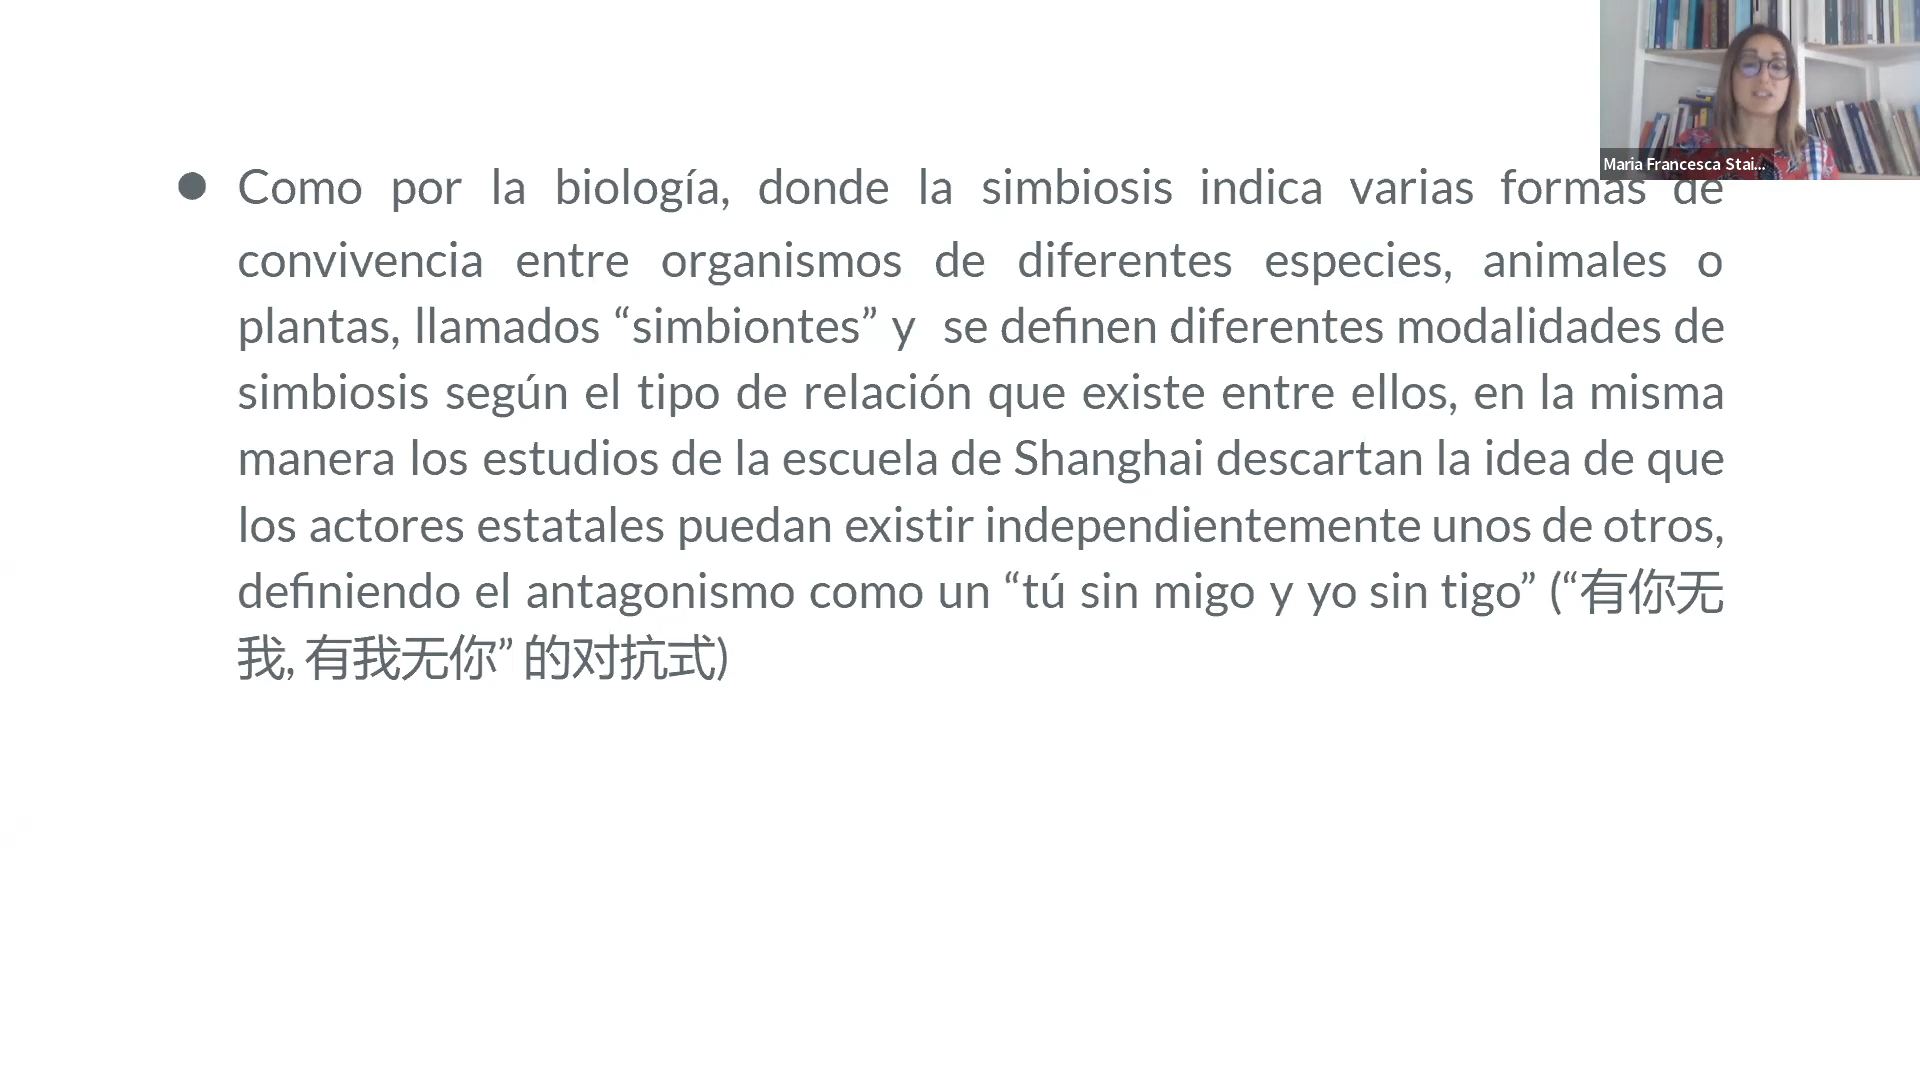 Maria Francesca Stai...
● Como por la biología, donde la simbiosis indica varias formas de
convivencia entre organismos de diferentes especies, animales o
plantas, llamados “simbiontes” y se definen diferentes modalidades de
simbiosis según el tipo de relación que existe entre ellos, en la misma
manera los estudios de la escuela de Shanghai descartan la idea de que
los actores estatales puedan existir independientemente unos de otros,
definiendo el antagonismo como un “tú sin migo y yo sin tigo” (“有你无
我, 有我无你” 的对抗式)